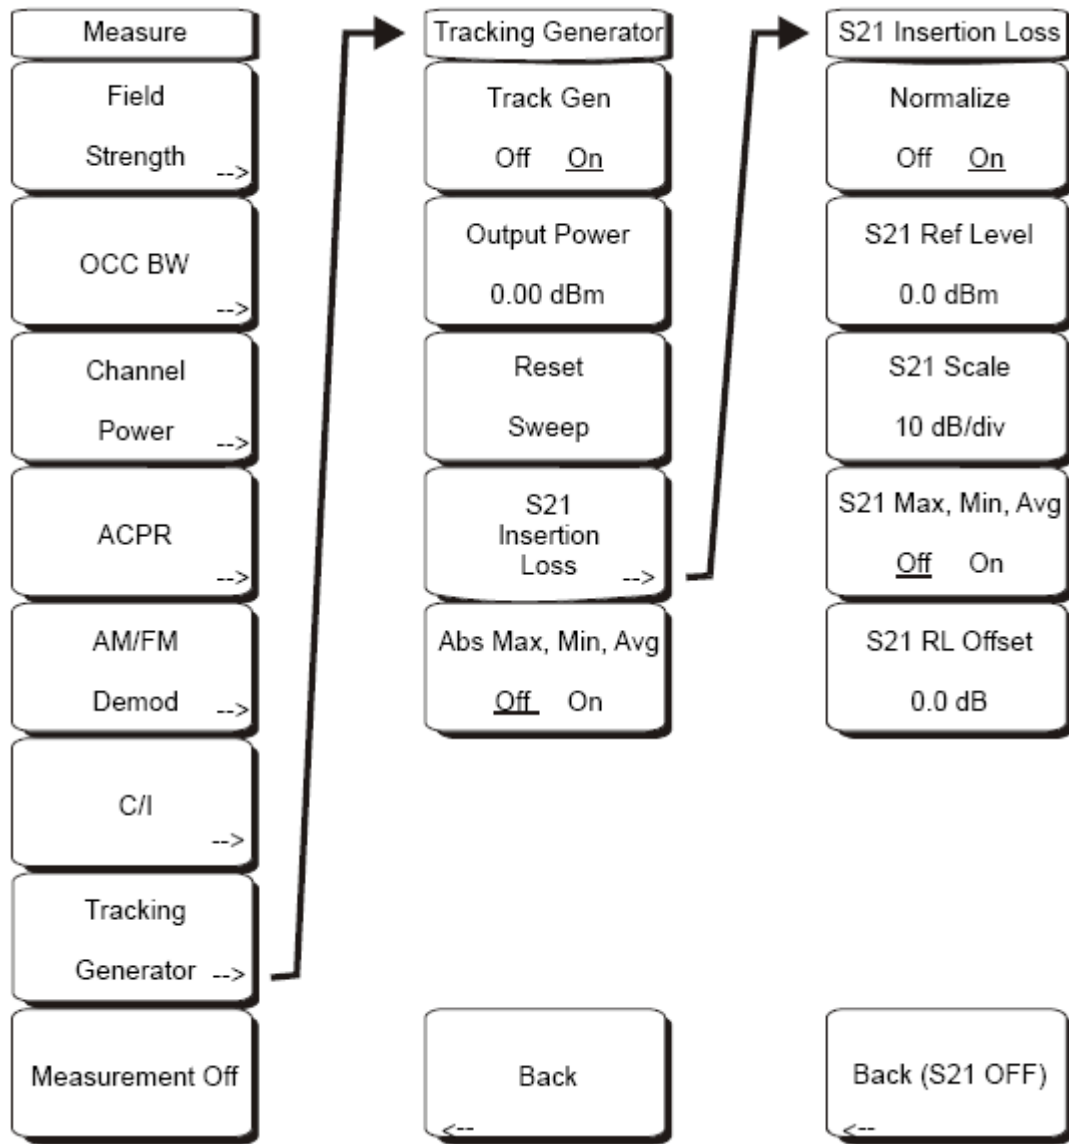 Measure
Field
Strength
-->
OCC BW
-->
Channel
Power
-->
ACPR
-->
AM/FM
Demod
-->
C/I
-->
Tracking
Generator
-->
Measurement Off
Tracking Generator
Track Gen
Off On
Output Power
0.00 dBm
Reset
Sweep
S21
Insertion
Loss
-->
Abs Max, Min, Avg
Off On
Back
<--
S21 Insertion Loss
Normalize
Off On
S21 Ref Level
0.0 dBm
S21 Scale
10 dB/div
S21 Max, Min, Avg
Off On
S21 RL Offset
0.0 dB
Back (S21 OFF)
<--